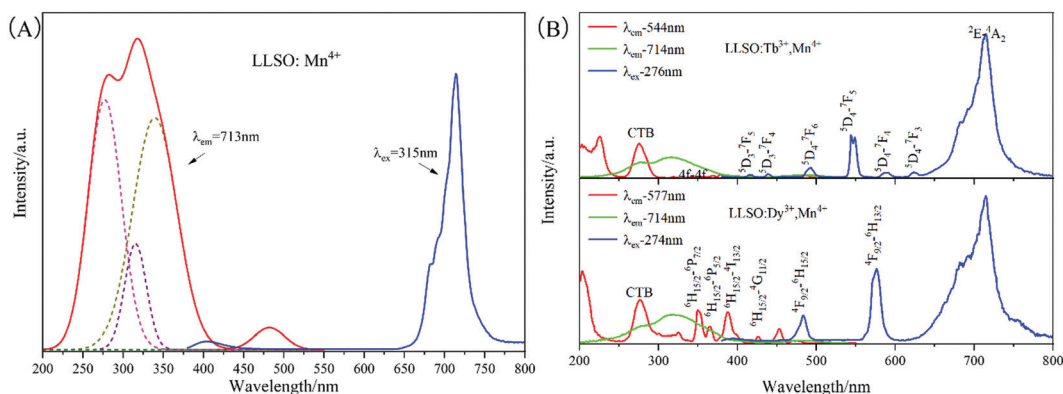 (A)
Intensity/a.u.
LLSO: Mn⁴⁺
λem=713nm
λex=315nm
200 250 300 350 400 450 500 550 600 650 700 750 800
Wavelength/nm
(B)
Intensity/a.u.
λem-544nm
λem-714nm
λex-276nm
LLSO:Tb³⁺,Mn⁴⁺
²E-⁴A₂
CTB
4f-4f
⁵D₃-⁷F₅
⁵D₃-⁷F₄
⁵D₄-⁷F₆
⁵D₄-⁷F₅
⁵D₄-⁷F₄
⁵D₄-⁷F₃
Intensity/a.u.
λem-577nm
λem-714nm
λex-274nm
LLSO:Dy³⁺,Mn⁴⁺
CTB
⁶H₁₅/₂-⁶P₇/₂
⁶H₁₅/₂-⁶P₅/₂
⁶H₁₅/₂-⁴I₁₃/₂
⁶H₁₅/₂-⁴G₁₁/₂
⁴F₉/₂-⁶H₁₅/₂
⁴F₉/₂-⁶H₁₃/₂
200 300 400 500 600 700 800
Wavelength/nm